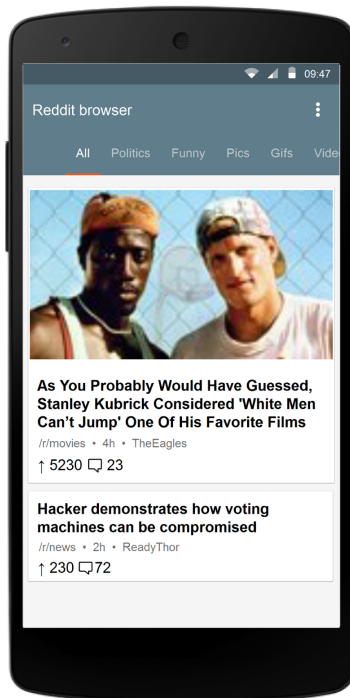 09:47
Reddit browser
All Politics Funny Pics Gifs Vide
As You Probably Would Have Guessed,
Stanley Kubrick Considered 'White Men
Can’t Jump' One Of His Favorite Films
/r/movies • 4h • TheEagles
↑ 5230 23
Hacker demonstrates how voting
machines can be compromised
/r/news • 2h • ReadyThor
↑ 230 72